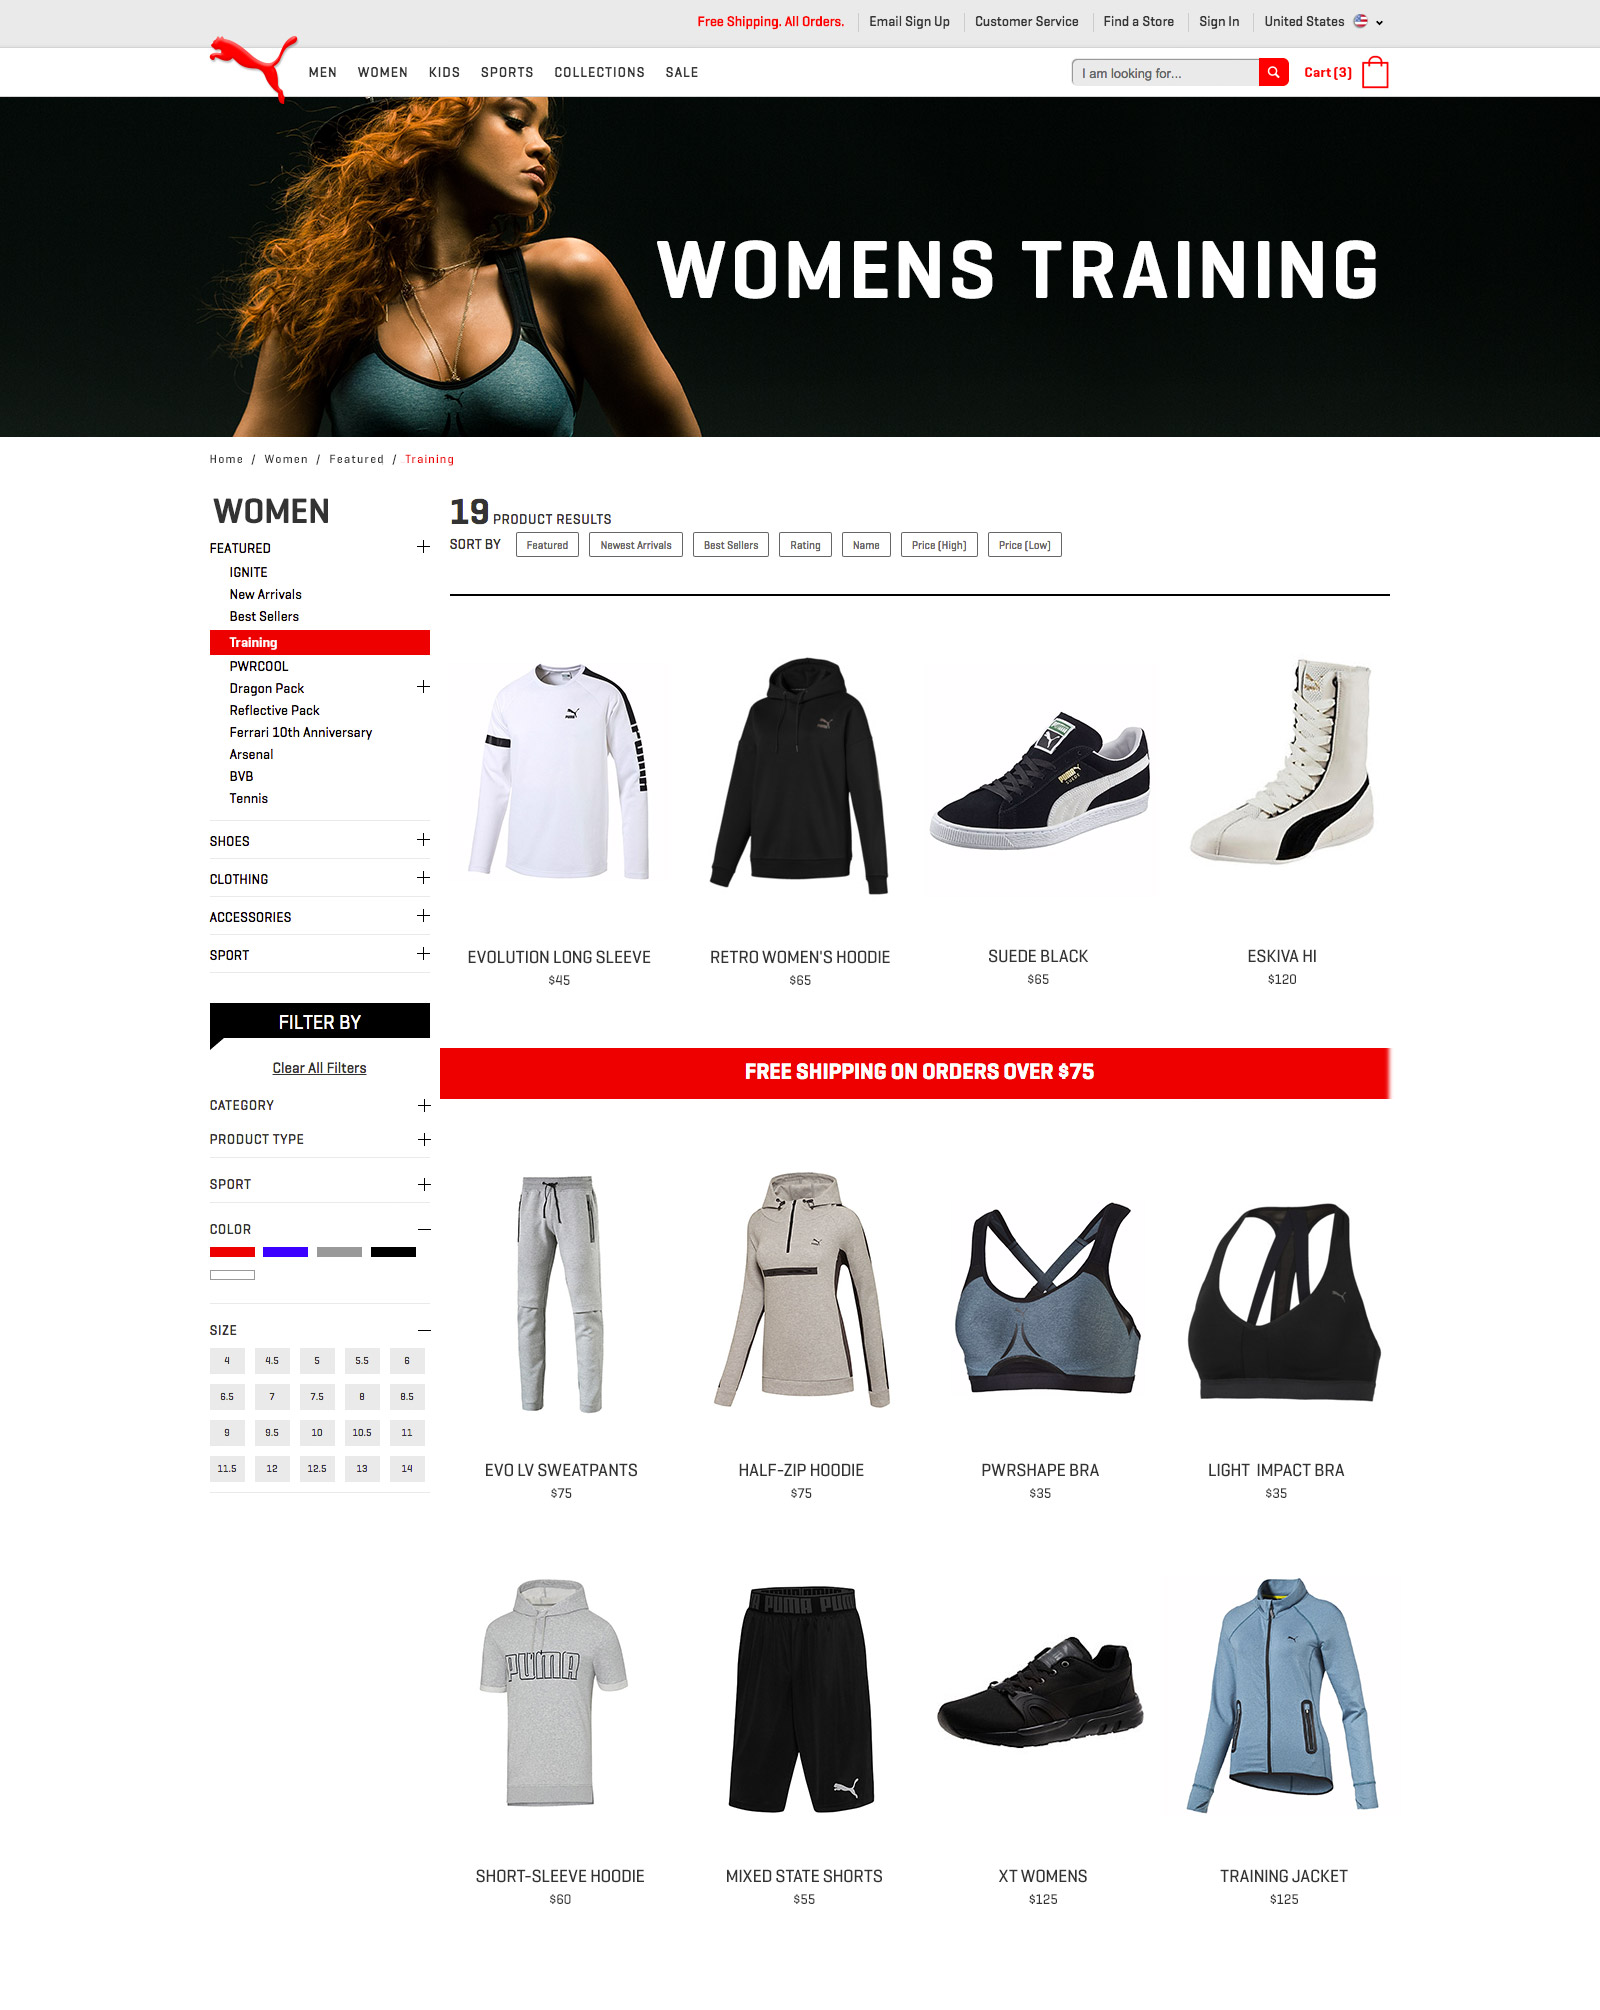 Free Shipping. All Orders. Email Sign Up Customer Service Find a Store Sign In United States
MEN WOMEN KIDS SPORTS COLLECTIONS SALE I am looking for... Cart (3)
WOMENS TRAINING
Home / Women / Featured / Training
WOMEN
FEATURED
IGNITE
New Arrivals
Best Sellers
Training
PWRCOOL
Dragon Pack
Reflective Pack
Ferrari 10th Anniversary
Arsenal
BVB
Tennis
SHOES
CLOTHING
ACCESSORIES
SPORT
FILTER BY
Clear All Filters
CATEGORY
PRODUCT TYPE
SPORT
COLOR
SIZE
4 4.5 5 5.5 6
6.5 7 7.5 8 8.5
9 9.5 10 10.5 11
11.5 12 12.5 13 14
19 PRODUCT RESULTS
SORT BY Featured Newest Arrivals Best Sellers Rating Name Price (High) Price (Low)
PUMA
PUMA
PUMA
SUEDE
EVOLUTION LONG SLEEVE RETRO WOMEN'S HOODIE SUEDE BLACK ESKIVA HI
$45 $65 $65 $120
FREE SHIPPING ON ORDERS OVER $75
EVO LV SWEATPANTS HALF-ZIP HOODIE PWRSHAPE BRA LIGHT IMPACT BRA
$75 $75 $35 $35
PUMA
PUMA
SHORT-SLEEVE HOODIE MIXED STATE SHORTS XT WOMENS TRAINING JACKET
$60 $55 $125 $125